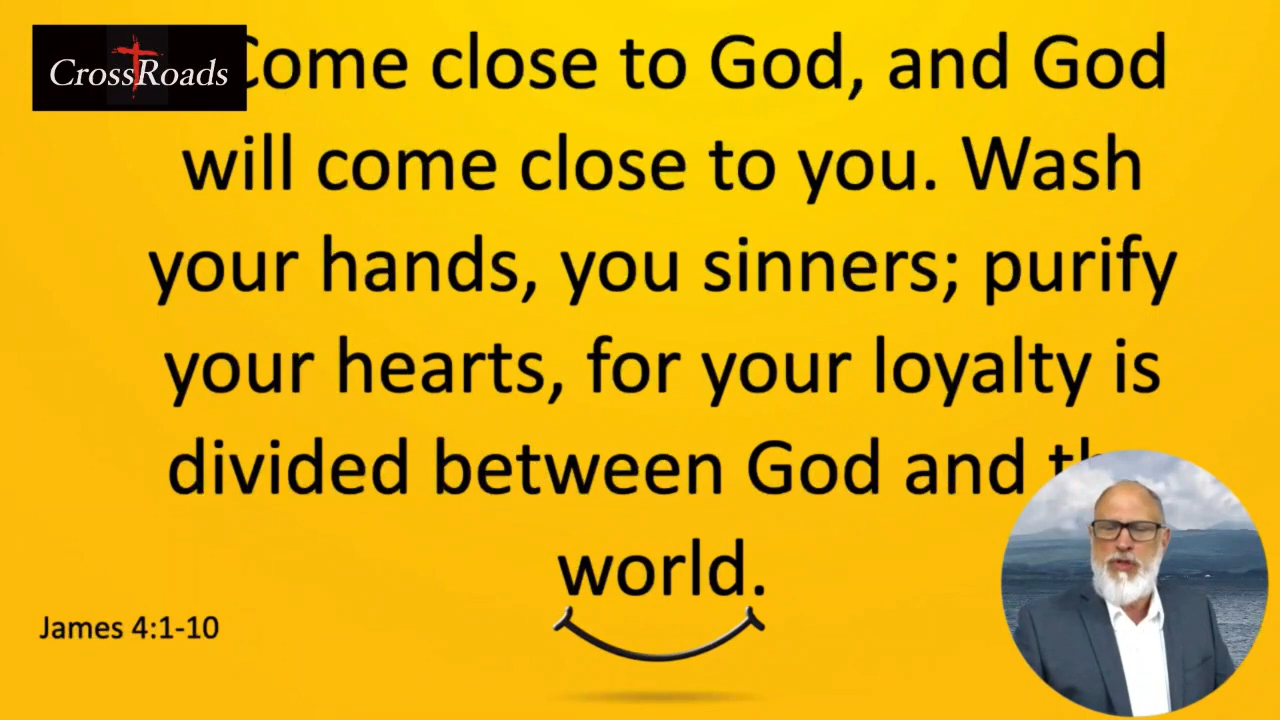 CrossRoads
Come close to God, and God
will come close to you. Wash
your hands, you sinners; purify
your hearts, for your loyalty is
divided between God and
world.
James 4:1-10